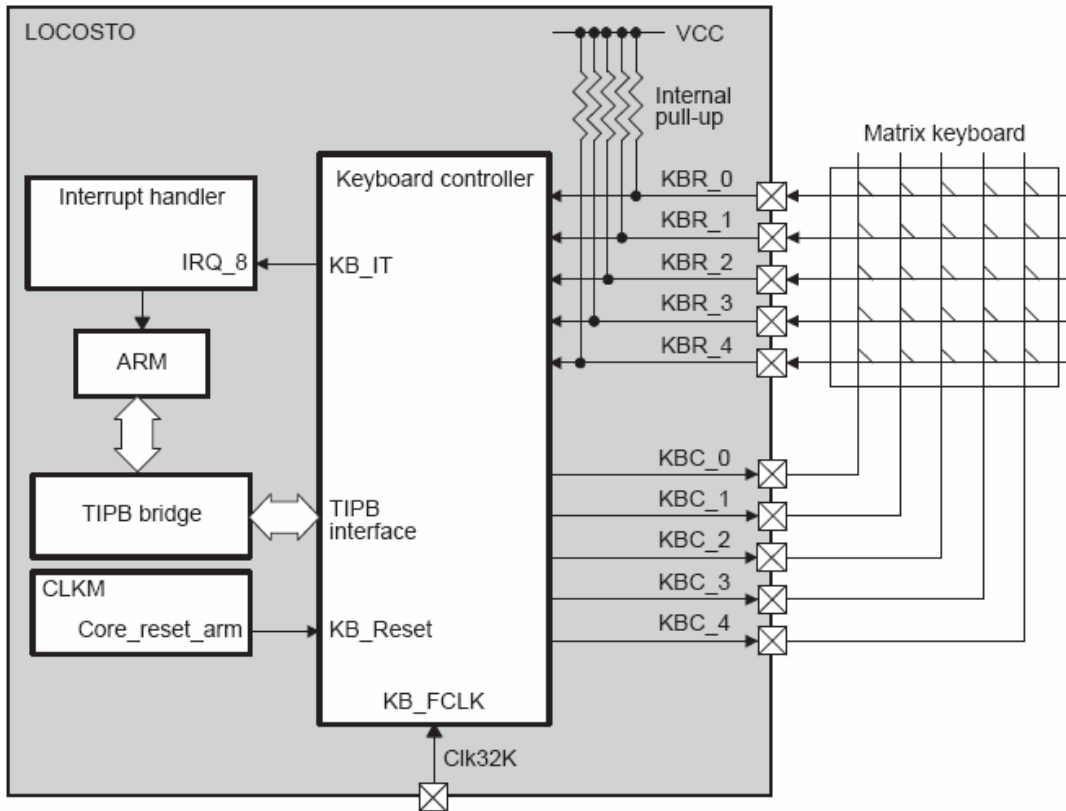 LOCOSTO
VCC
Internal
pull-up
Matrix keyboard
Interrupt handler
IRQ_8
Keyboard controller
KB_IT
KBR_0
KBR_1
KBR_2
KBR_3
KBR_4
ARM
TIPB bridge
TIPB
interface
KBC_0
KBC_1
KBC_2
KBC_3
KBC_4
CLKM
Core_reset_arm
KB_Reset
KB_FCLK
Clk32K